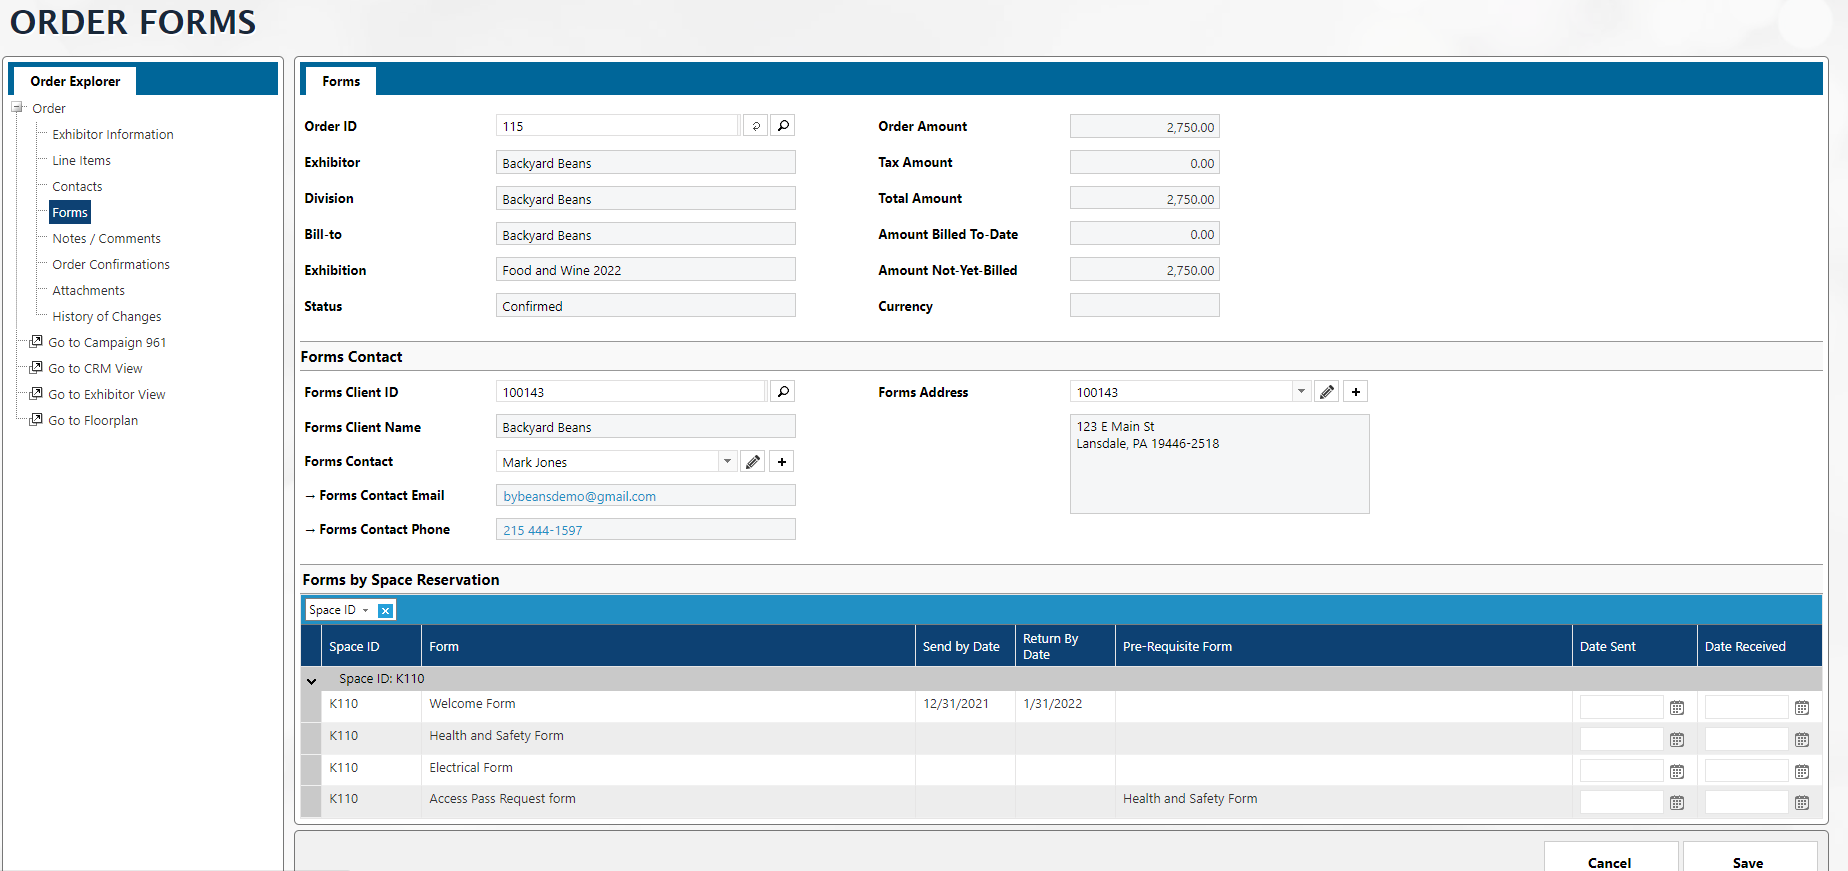 ORDER FORMS
Order Explorer
Order
Exhibitor Information
Line Items
Contacts
Forms
Notes / Comments
Order Confirmations
Attachments
History of Changes
Go to Campaign 961
Go to CRM View
Go to Exhibitor View
Go to Floorplan
Forms
Order ID 115 Order Amount 2,750.00
Exhibitor Backyard Beans Tax Amount 0.00
Division Backyard Beans Total Amount 2,750.00
Bill-to Backyard Beans Amount Billed To-Date 0.00
Exhibition Food and Wine 2022 Amount Not-Yet-Billed 2,750.00
Status Confirmed Currency
Forms Contact
Forms Client ID 100143 Forms Address 100143
Forms Client Name Backyard Beans 123 E Main St
Lansdale, PA 19446-2518
Forms Contact Mark Jones
→ Forms Contact Email bybeansdemo@gmail.com
→ Forms Contact Phone 215 444-1597
Forms by Space Reservation
Space ID
Space ID Form Send by Date Return By Date Pre-Requisite Form Date Sent Date Received
Space ID: K110
K110 Welcome Form 12/31/2021 1/31/2022
K110 Health and Safety Form
K110 Electrical Form
K110 Access Pass Request form Health and Safety Form
Cancel Save